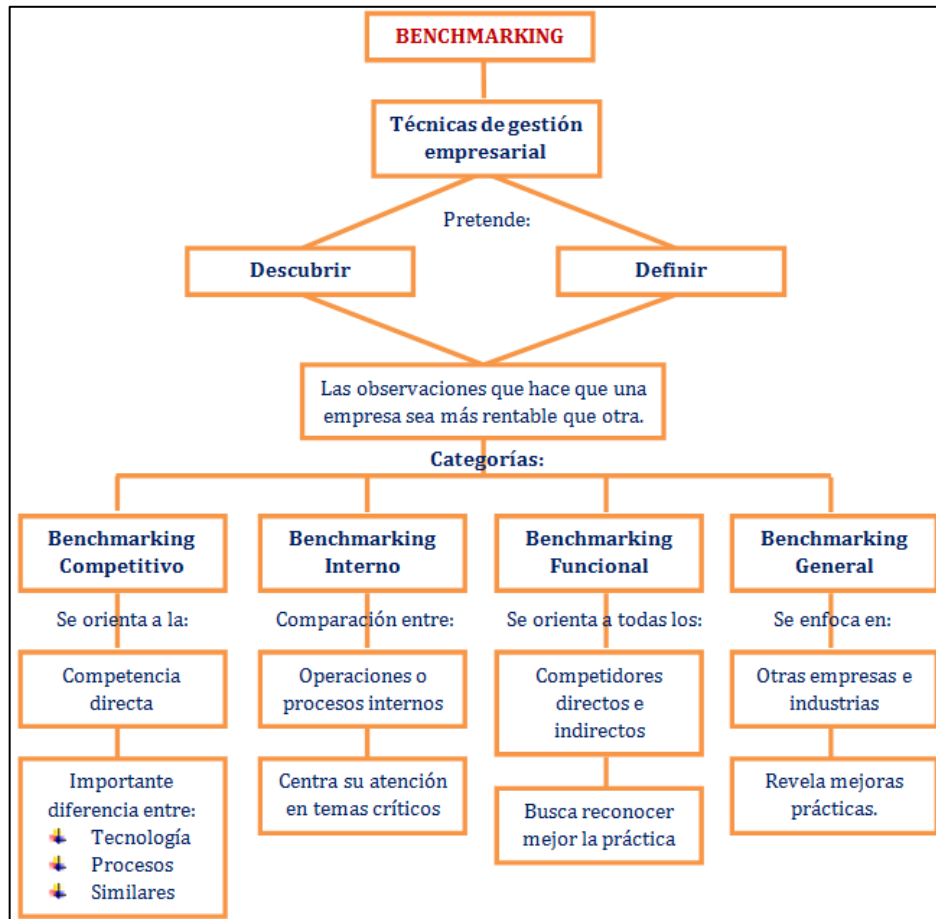 BENCHMARKING
Técnicas de gestión
empresarial
Pretende:
Descubrir
Definir
Las observaciones que hace que una
empresa sea más rentable que otra.
Categorías:
Benchmarking
Competitivo
Se orienta a la:
Competencia
directa
Importante
diferencia entre:
Tecnología
Procesos
Similares
Benchmarking
Interno
Comparación entre:
Operaciones o
procesos internos
Centra su atención
en temas críticos
Benchmarking
Funcional
Se orienta a todas los:
Competidores
directos e
indirectos
Busca reconocer
mejor la práctica
Benchmarking
General
Se enfoca en:
Otras empresas e
industrias
Revela mejoras
prácticas.